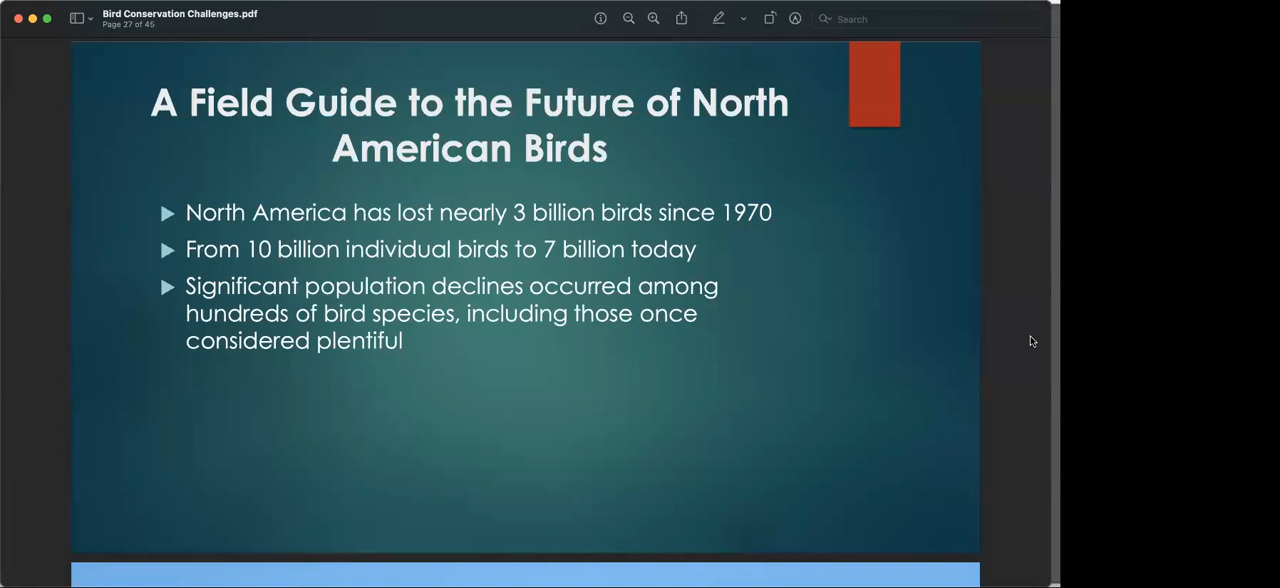 Bird Conservation Challenges.pdf
Page 27 of 45
Search
A Field Guide to the Future of North
American Birds
North America has lost nearly 3 billion birds since 1970
From 10 billion individual birds to 7 billion today
Significant population declines occurred among
hundreds of bird species, including those once
considered plentiful